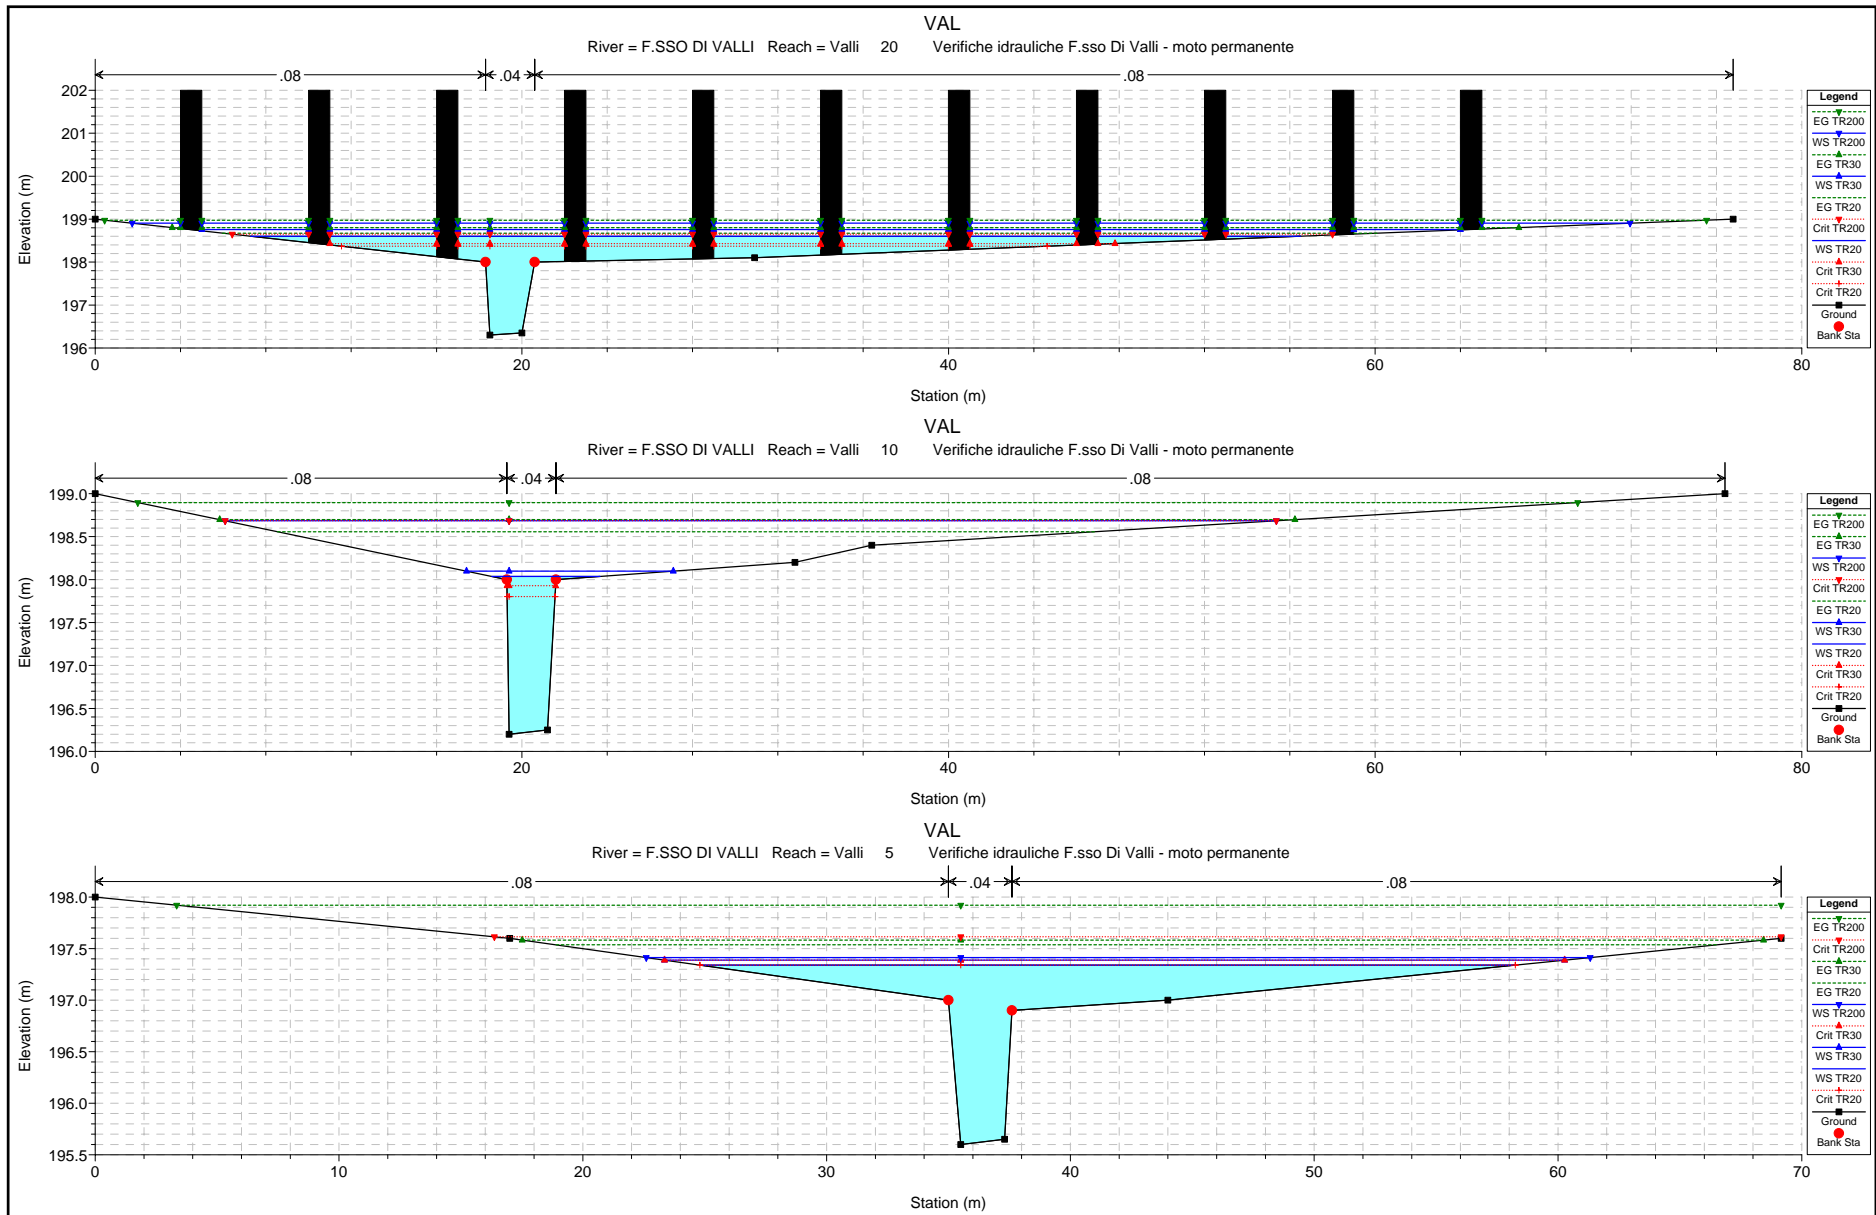 VAL
River = F.SSO DI VALLI   Reach = Valli   20   Verifiche idrauliche F.sso Di Valli - moto permanente
.08 .04 .08
202
201
200
199
198
197
196
Elevation (m)
0 20 40 60 80
Station (m)
Legend
EG TR200
WS TR200
EG TR30
WS TR30
EG TR20
Crit TR200
WS TR20
Crit TR30
Crit TR20
Ground
Bank Sta
VAL
River = F.SSO DI VALLI   Reach = Valli   10   Verifiche idrauliche F.sso Di Valli - moto permanente
.08 .04 .08
199.0
198.5
198.0
197.5
197.0
196.5
196.0
Elevation (m)
0 20 40 60 80
Station (m)
Legend
EG TR200
EG TR30
WS TR200
Crit TR200
EG TR20
WS TR30
WS TR20
Crit TR30
Crit TR20
Ground
Bank Sta
VAL
River = F.SSO DI VALLI   Reach = Valli   5   Verifiche idrauliche F.sso Di Valli - moto permanente
.08 .04 .08
198.0
197.5
197.0
196.5
196.0
195.5
Elevation (m)
0 10 20 30 40 50 60 70
Station (m)
Legend
EG TR200
Crit TR200
EG TR30
EG TR20
WS TR200
Crit TR30
WS TR30
WS TR20
Crit TR20
Ground
Bank Sta